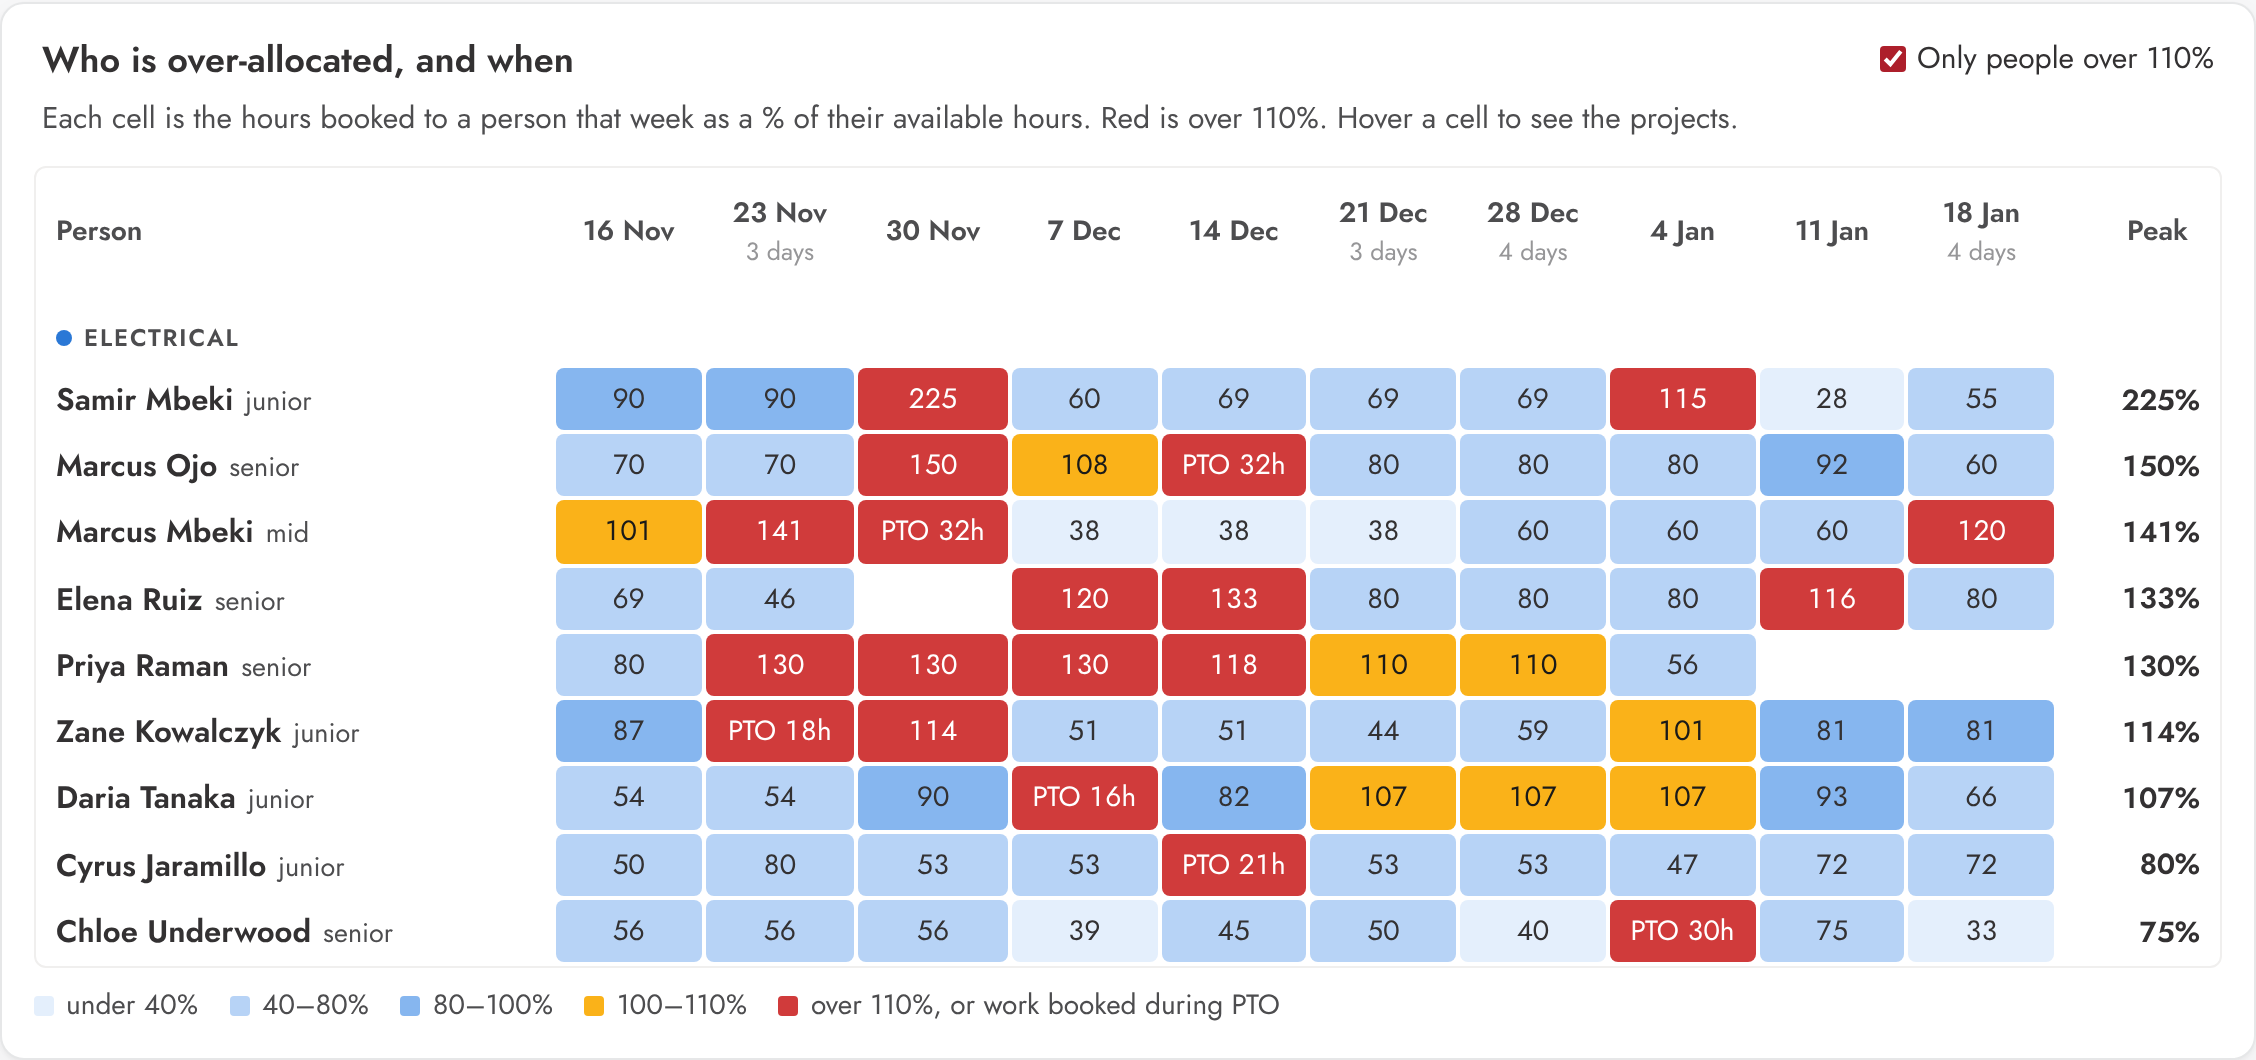 Who is over-allocated, and when
Only people over 110%
Each cell is the hours booked to a person that week as a % of their available hours. Red is over 110%. Hover a cell to see the projects.
Person 16 Nov 23 Nov 3 days 30 Nov 7 Dec 14 Dec 21 Dec 3 days 28 Dec 4 days 4 Jan 11 Jan 18 Jan 4 days Peak
ELECTRICAL
Samir Mbeki junior 90 90 225 60 69 69 69 115 28 55 225%
Marcus Ojo senior 70 70 150 108 PTO 32h 80 80 80 92 60 150%
Marcus Mbeki mid 101 141 PTO 32h 38 38 38 60 60 60 120 141%
Elena Ruiz senior 69 46 120 133 80 80 80 116 80 133%
Priya Raman senior 80 130 130 130 118 110 110 56 130%
Zane Kowalczyk junior 87 PTO 18h 114 51 51 44 59 101 81 81 114%
Daria Tanaka junior 54 54 90 PTO 16h 82 107 107 107 93 66 107%
Cyrus Jaramillo junior 50 80 53 53 PTO 21h 53 53 47 72 72 80%
Chloe Underwood senior 56 56 56 39 45 50 40 PTO 30h 75 33 75%
under 40% 40–80% 80–100% 100–110% over 110%, or work booked during PTO